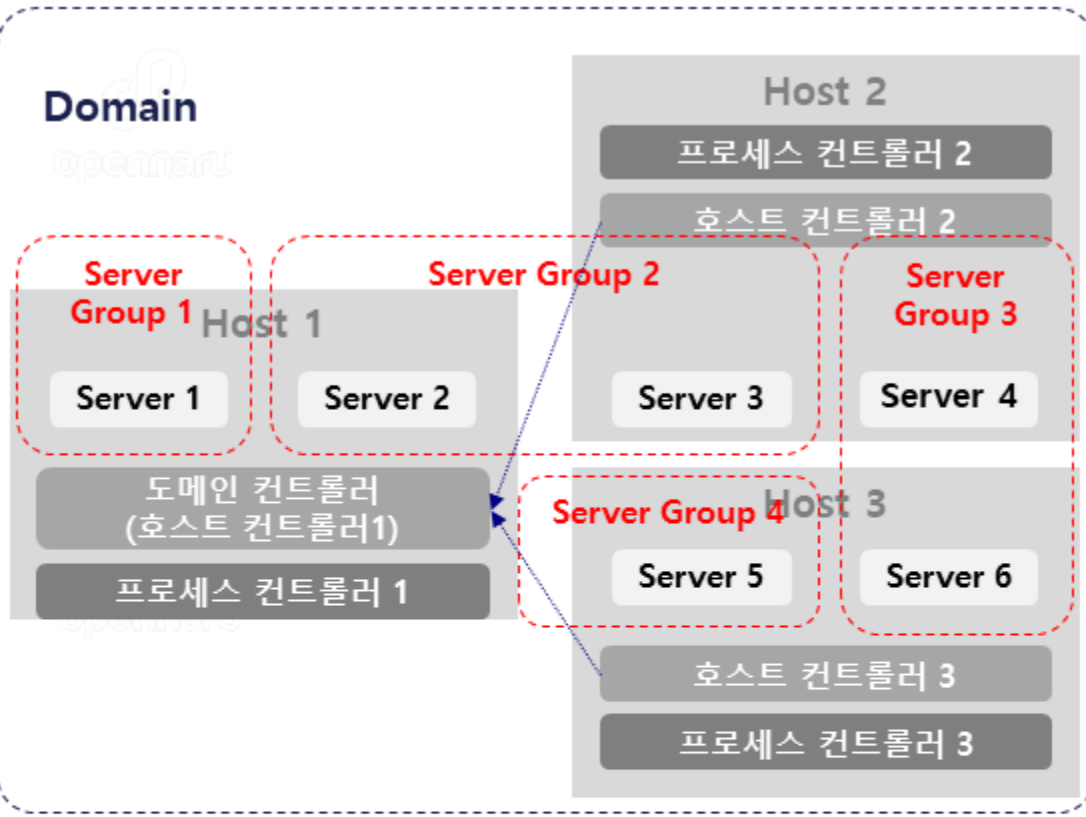 Domain
opennaru
Host 2
프로세스 컨트롤러 2
호스트 컨트롤러 2
Server
Group 1
Server Group 2
Server
Group 3
Host 1
Server 1
Server 2
Server 3
Server 4
도메인 컨트롤러
(호스트 컨트롤러1)
프로세스 컨트롤러 1
Server Group 4
Host 3
Server 5
Server 6
호스트 컨트롤러 3
프로세스 컨트롤러 3
opennaru